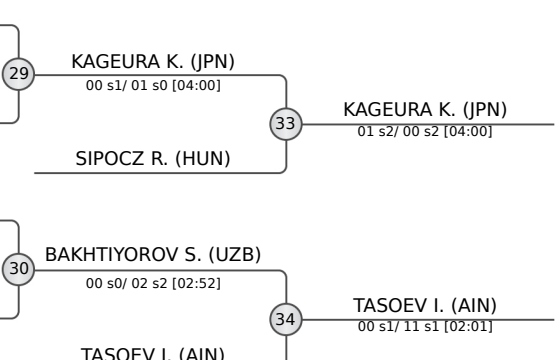 29
KAGEURA K. (JPN)
00 s1/ 01 s0 [04:00]
33
KAGEURA K. (JPN)
01 s2/ 00 s2 [04:00]
SIPOCZ R. (HUN)
30
BAKHTIYOROV S. (UZB)
00 s0/ 02 s2 [02:52]
34
TASOEV I. (AIN)
00 s1/ 11 s1 [02:01]
TASOEV I. (AIN)